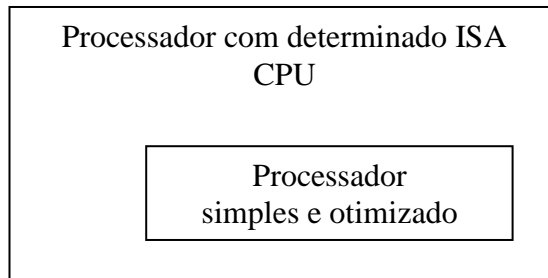 Processador com determinado ISA
CPU
Processador
simples e otimizado